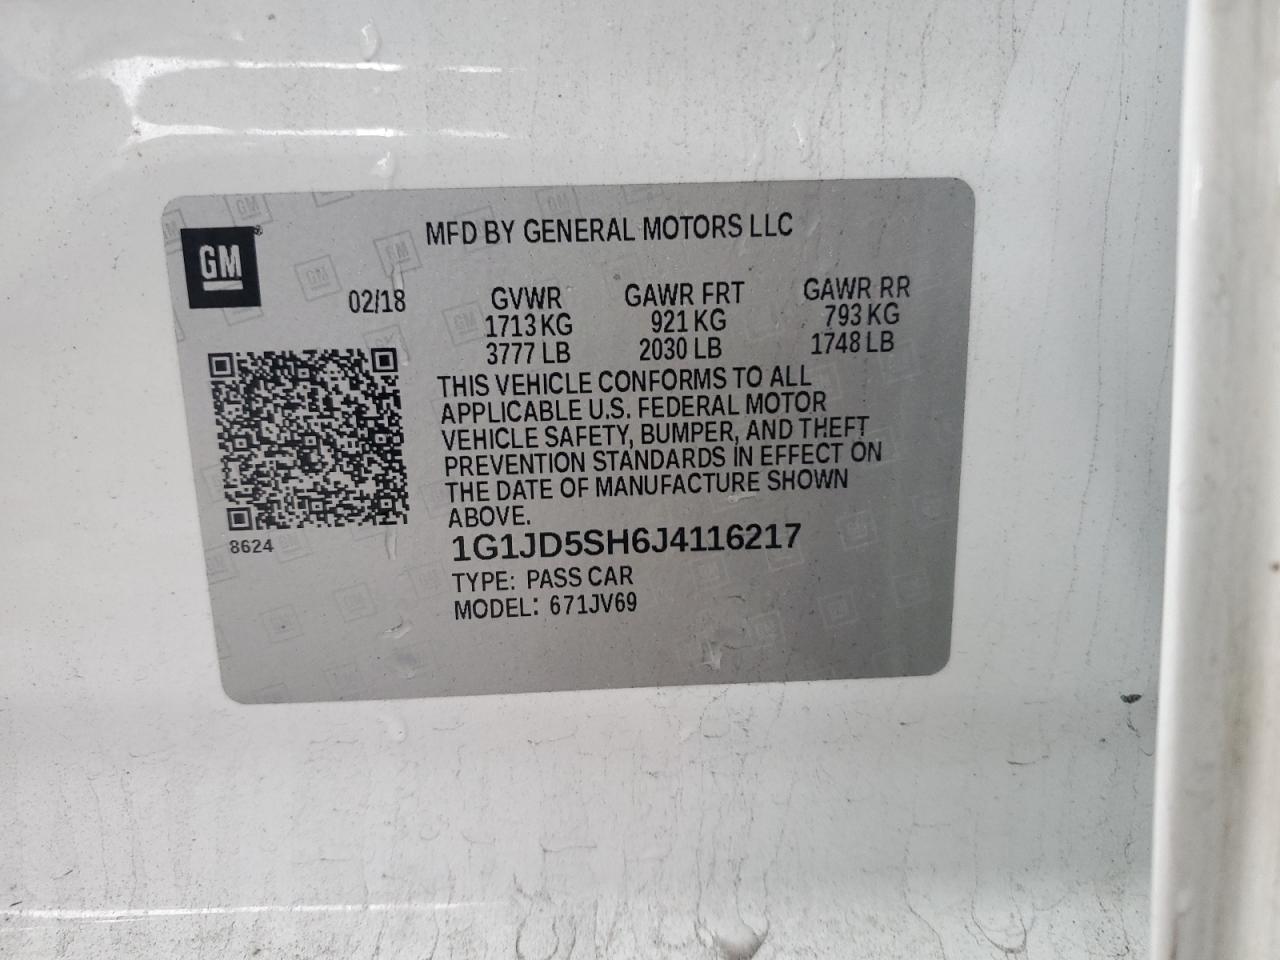 MFD BY GENERAL MOTORS LLC
GM
02/18
GVWR GAWR FRT GAWR RR
1713 KG 921 KG 793 KG
3777 LB 2030 LB 1748 LB
THIS VEHICLE CONFORMS TO ALL
APPLICABLE U.S. FEDERAL MOTOR
VEHICLE SAFETY, BUMPER, AND THEFT
PREVENTION STANDARDS IN EFFECT ON
THE DATE OF MANUFACTURE SHOWN
ABOVE.
8624
1G1JD5SH6J4116217
TYPE: PASS CAR
MODEL: 671JV69